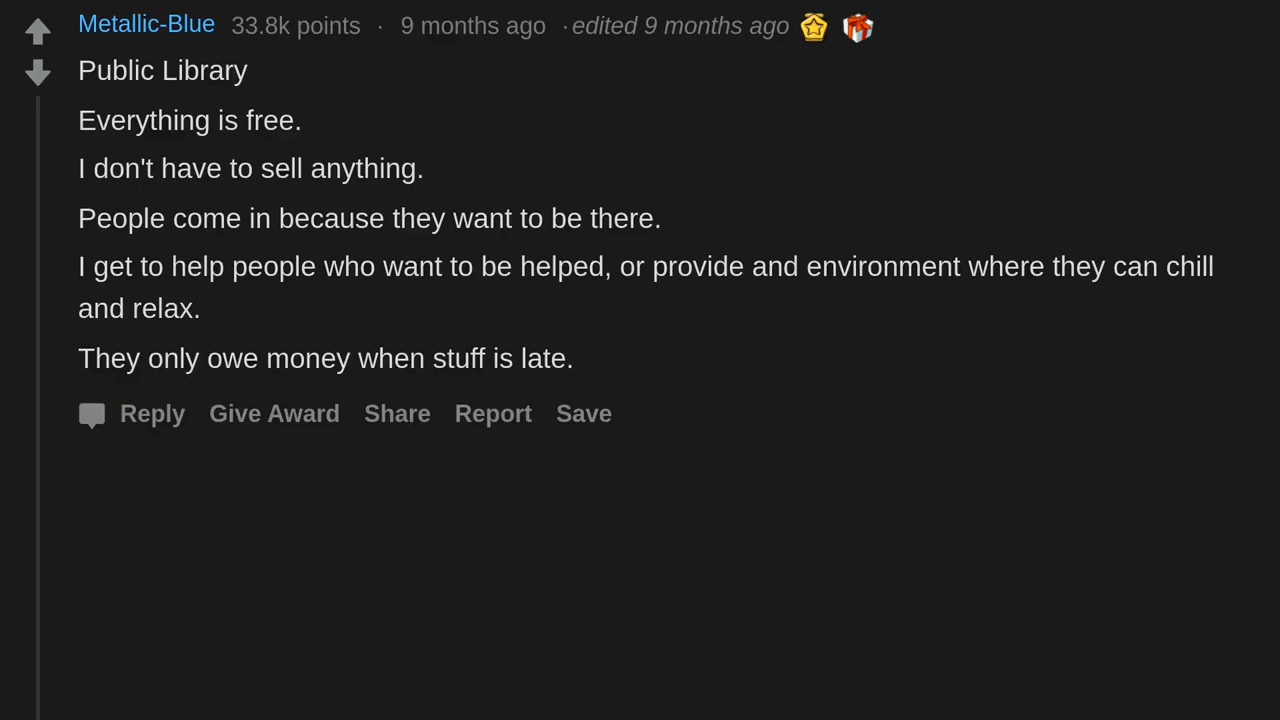 Metallic-Blue 33.8k points · 9 months ago · edited 9 months ago
Public Library
Everything is free.
I don't have to sell anything.
People come in because they want to be there.
I get to help people who want to be helped, or provide and environment where they can chill
and relax.
They only owe money when stuff is late.
Reply Give Award Share Report Save